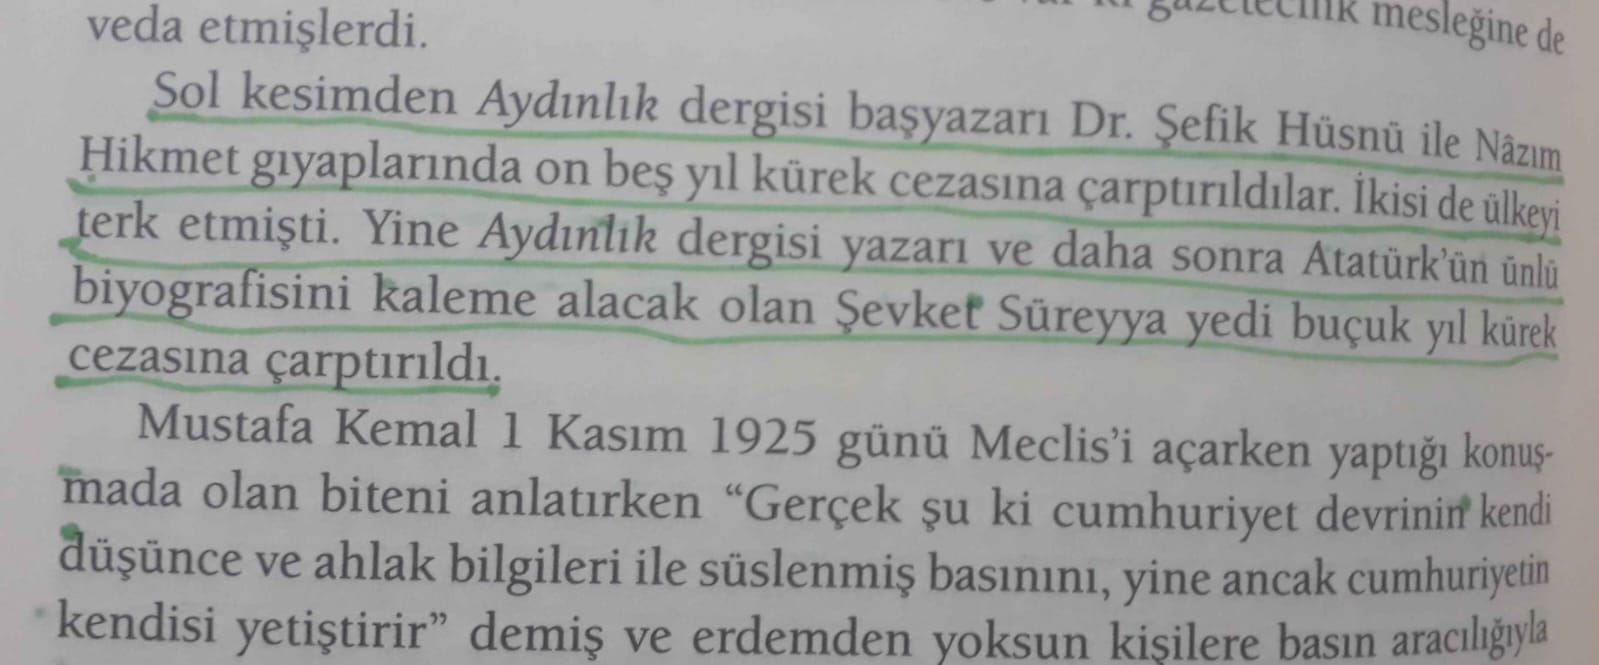 gazetecilik mesleğine de
veda etmişlerdi.
Sol kesimden Aydınlık dergisi başyazarı Dr. Şefik Hüsnü ile Nâzım
Hikmet gıyaplarında on beş yıl kürek cezasına çarptırıldılar. İkisi de ülkeyi
terk etmişti. Yine Aydınlık dergisi yazarı ve daha sonra Atatürk'ün ünlü
biyografisini kaleme alacak olan Şevket Süreyya yedi buçuk yıl kürek
cezasına çarptırıldı.
Mustafa Kemal 1 Kasım 1925 günü Meclis'i açarken yaptığı konuş-
mada olan biteni anlatırken “Gerçek şu ki cumhuriyet devrinin kendi
düşünce ve ahlak bilgileri ile süslenmiş basınını, yine ancak cumhuriyetin
kendisi yetiştirir” demiş ve erdemden yoksun kişilere basın aracılığıyla